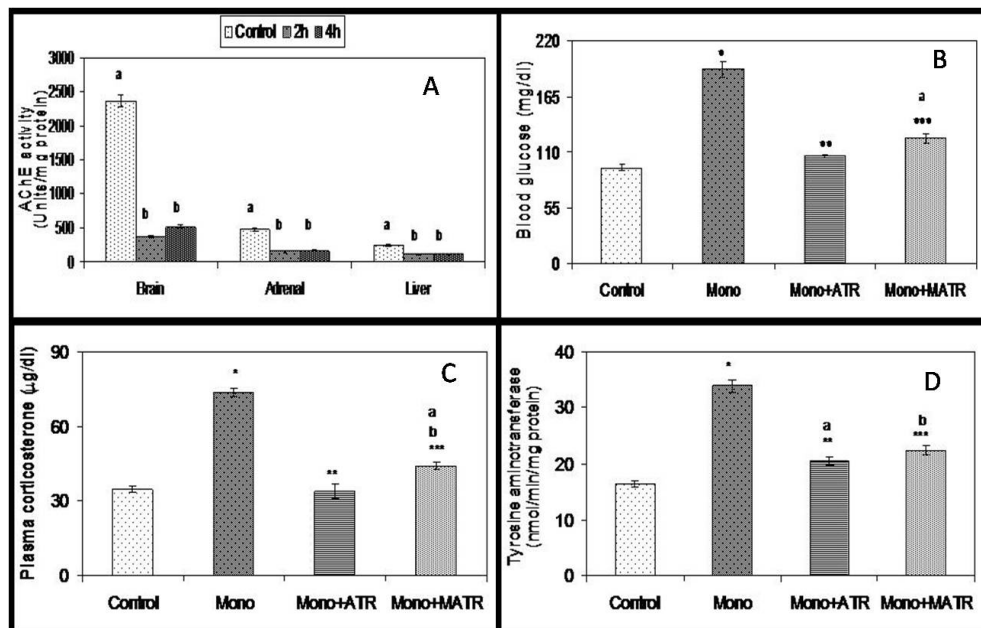 Control 2h 4h
A
AChE activity
(Units/mg protein)
3000
2500
2000
1500
1000
500
0
a
b
b
a
b
b
a
b
b
Brain Adrenal Liver
B
Blood glucose (mg/dl)
220
165
110
55
0
*
**
a
***
Control Mono Mono+ATR Mono+MATR
C
Plasma corticosterone (µg/dl)
90
60
30
0
*
**
a
b
***
Control Mono Mono+ATR Mono+MATR
D
Tyrosine aminotransferase
(nmol/min/mg protein)
40
30
20
10
0
*
a
**
b
***
Control Mono Mono+ATR Mono+MATR